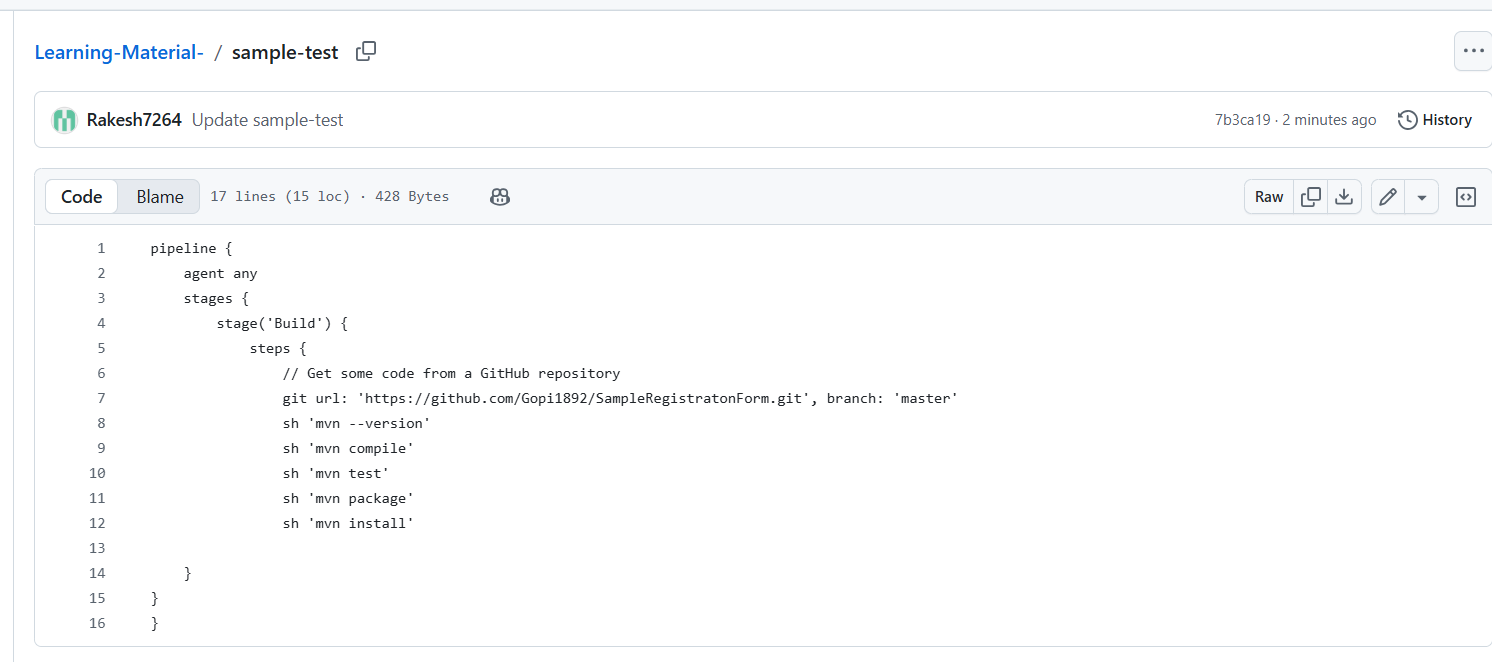 Learning-Material- / sample-test
Rakesh7264 Update sample-test 7b3ca19 · 2 minutes ago History
Code Blame 17 lines (15 loc) · 428 Bytes Raw
1 pipeline {
2     agent any
3     stages {
4         stage('Build') {
5             steps {
6                 // Get some code from a GitHub repository
7                 git url: 'https://github.com/Gopi1892/SampleRegistratonForm.git', branch: 'master'
8                 sh 'mvn --version'
9                 sh 'mvn compile'
10                 sh 'mvn test'
11                 sh 'mvn package'
12                 sh 'mvn install'
13
14     }
15 }
16 }